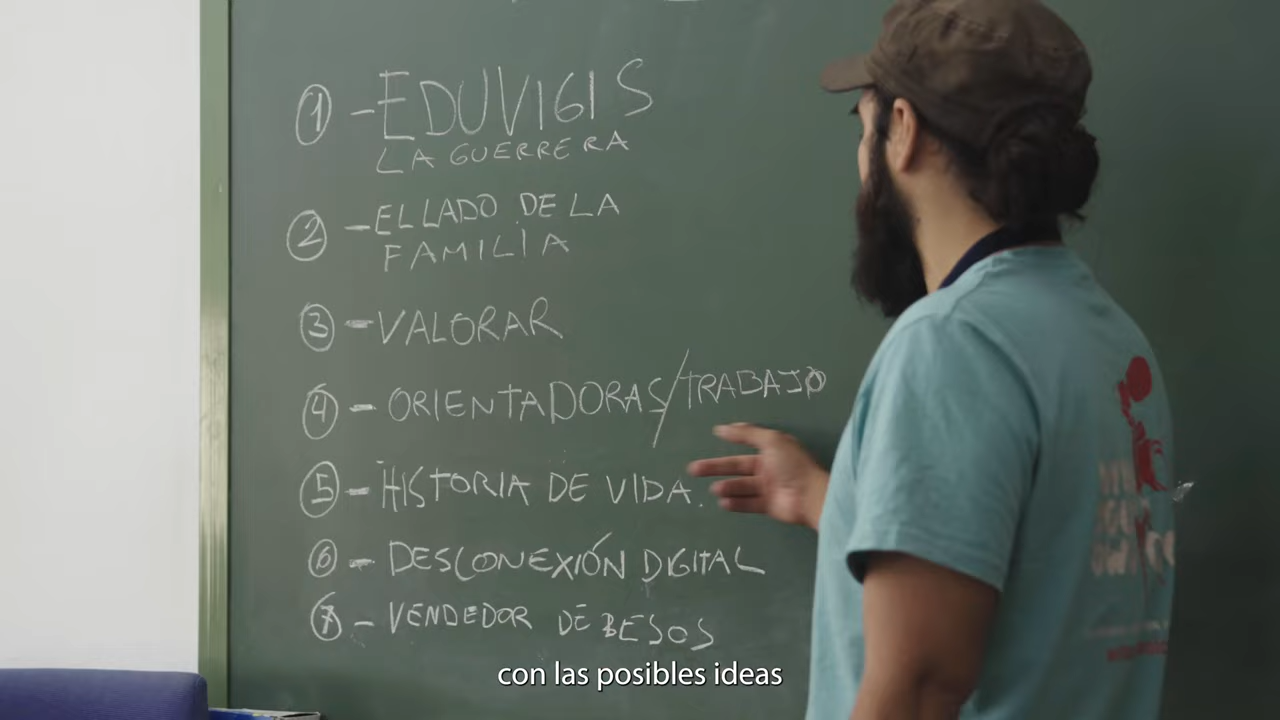 ① - EDUVIGIS
LA GUERRERA
② - EL LADO DE LA
FAMILIA
③ - VALORAR
④ - ORIENTADORAS/TRABAJO
⑤ - HISTORIA DE VIDA.
⑥ - DESCONEXIÓN DIGITAL
⑦ - VENDEDOR DE BESOS
con las posibles ideas